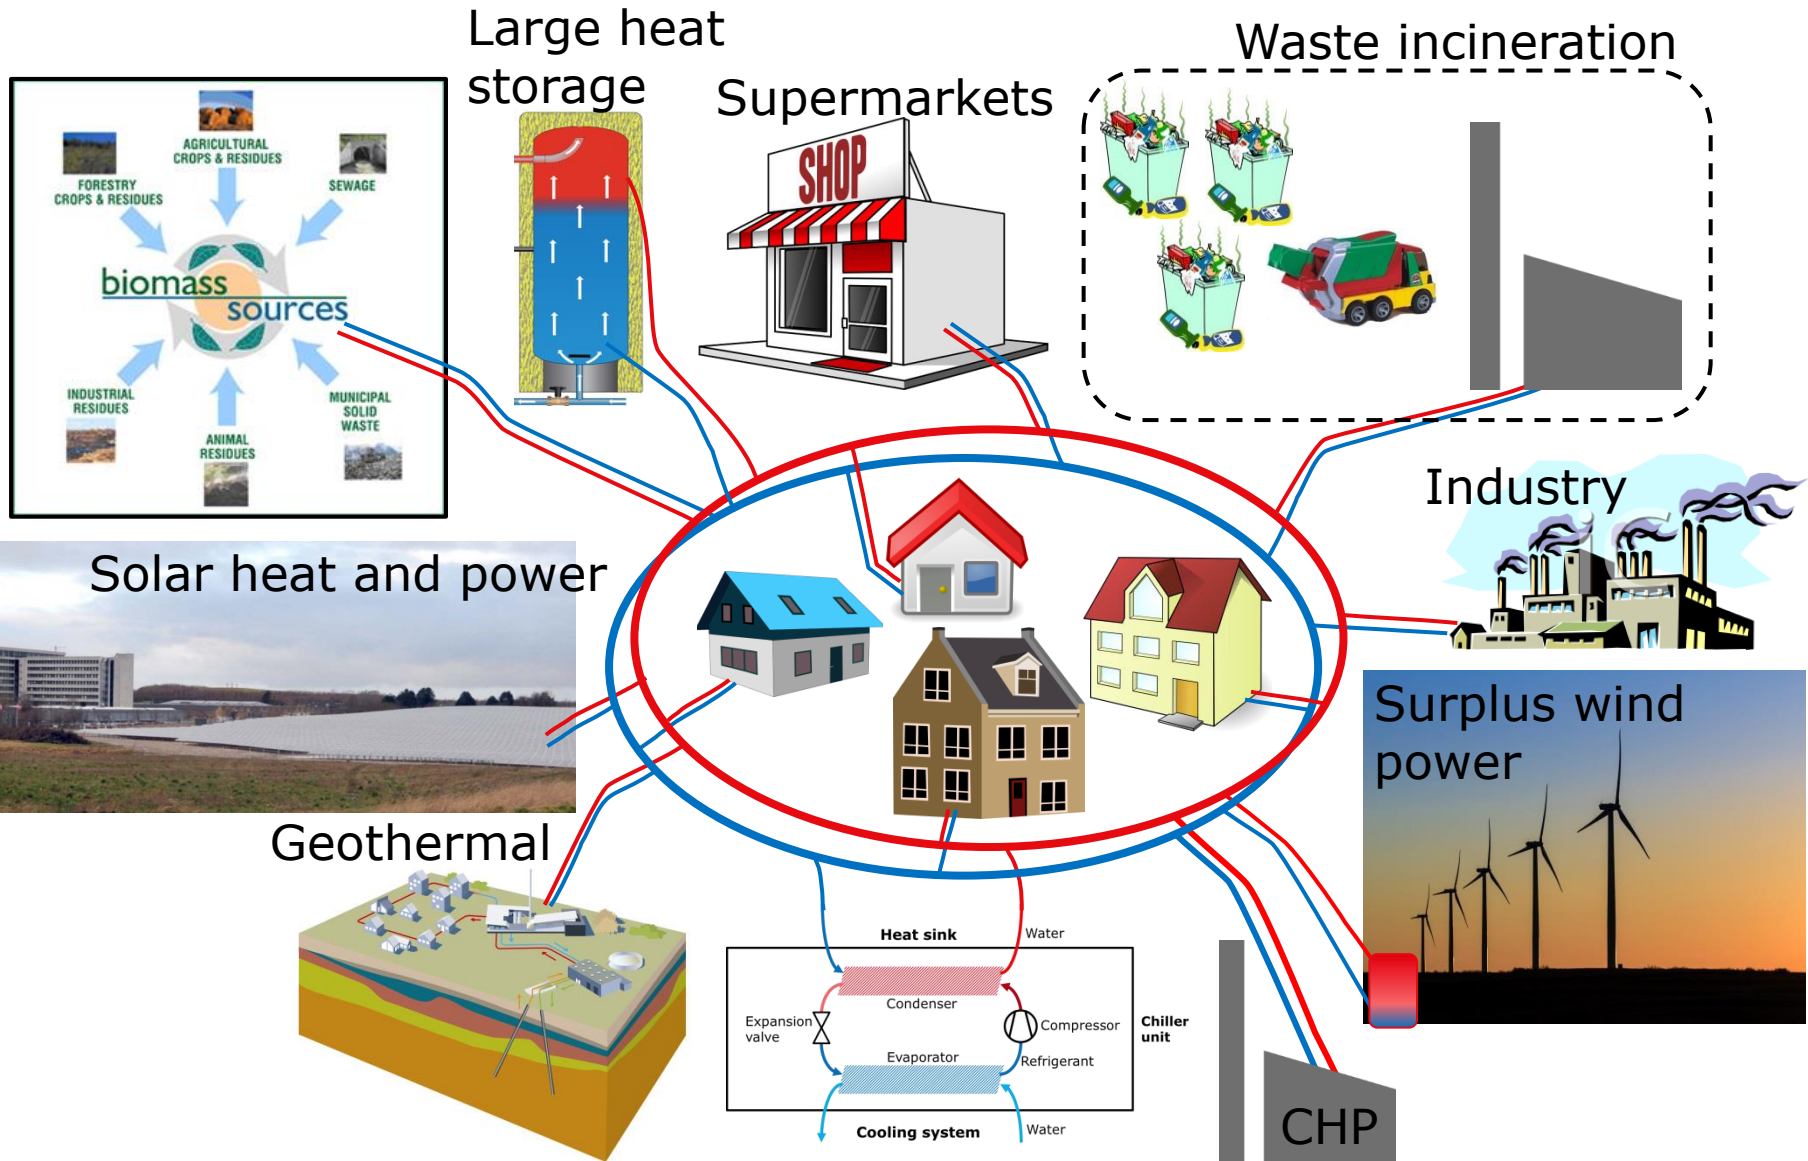 Large heat
storage
Supermarkets
Waste incineration
AGRICULTURAL
CROPS & RESIDUES
FORESTRY
CROPS & RESIDUES
SEWAGE
biomass
sources
INDUSTRIAL
RESIDUES
ANIMAL
RESIDUES
MUNICIPAL
SOLID
WASTE
SHOP
Industry
Solar heat and power
Surplus wind
power
Geothermal
Heat sink
Water
Condenser
Expansion
valve
Compressor
Chiller
unit
Evaporator
Refrigerant
Cooling system
Water
CHP